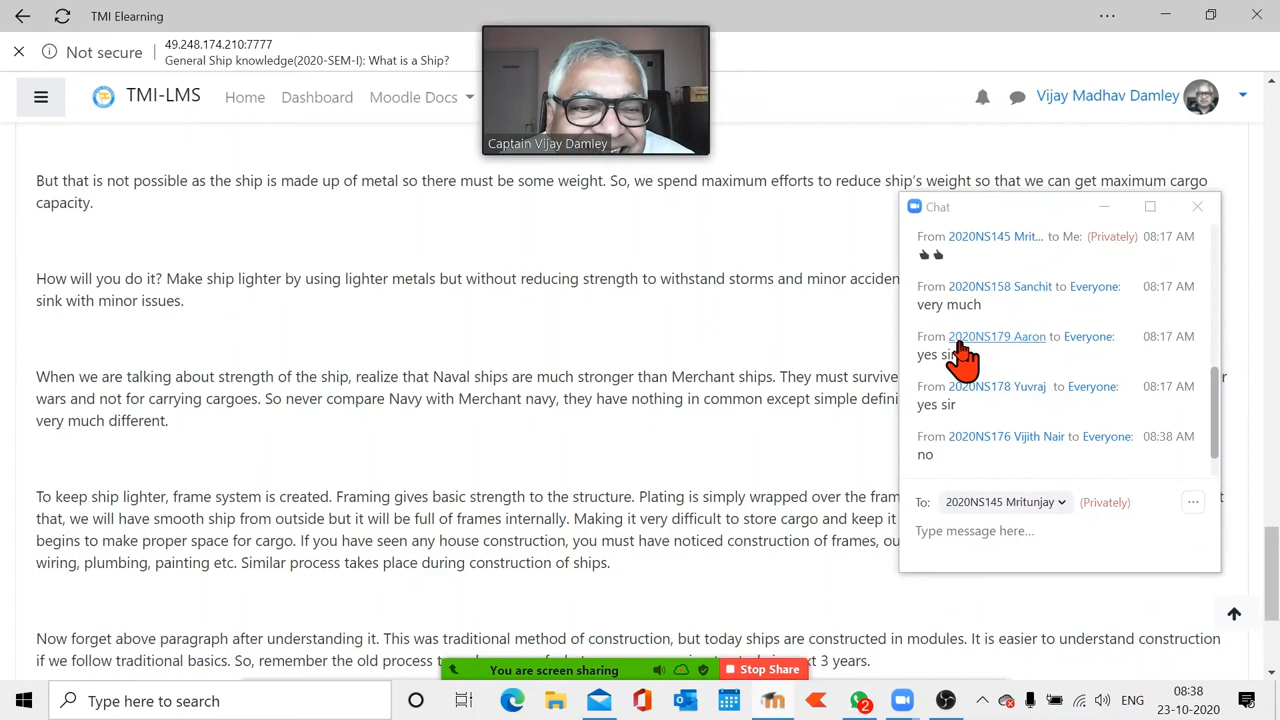 TMI Elearning
Not secure
49.248.174.210:7777
General Ship knowledge(2020-SEM-I): What is a Ship?
TMI-LMS
Home
Dashboard
Moodle Docs
Vijay Madhav Damley
Captain Vijay Damley
But that is not possible as the ship is made up of metal so there must be some weight. So, we spend maximum efforts to reduce ship's weight so that we can get maximum cargo
capacity.
How will you do it? Make ship lighter by using lighter metals but without reducing strength to withstand storms and minor acciden
sink with minor issues.
When we are talking about strength of the ship, realize that Naval ships are much stronger than Merchant ships. They must survive
wars and not for carrying cargoes. So never compare Navy with Merchant navy, they have nothing in common except simple defini
very much different.
To keep ship lighter, frame system is created. Framing gives basic strength to the structure. Plating is simply wrapped over the fram
that, we will have smooth ship from outside but it will be full of frames internally. Making it very difficult to store cargo and keep it
begins to make proper space for cargo. If you have seen any house construction, you must have noticed construction of frames, ou
wiring, plumbing, painting etc. Similar process takes place during construction of ships.
Now forget above paragraph after understanding it. This was traditional method of construction, but today ships are constructed in modules. It is easier to understand construction
if we follow traditional basics. So, remember the old process t
xt 3 years.
Chat
From 2020NS145 Mrit... to Me: (Privately) 08:17 AM
From 2020NS158 Sanchit to Everyone: 08:17 AM
very much
From 2020NS179 Aaron to Everyone: 08:17 AM
yes si
From 2020NS178 Yuvraj to Everyone: 08:17 AM
yes sir
From 2020NS176 Vijith Nair to Everyone: 08:38 AM
no
To: 2020NS145 Mritunjay (Privately)
Type message here...
You are screen sharing
Stop Share
Type here to search
2
ENG
08:38
23-10-2020